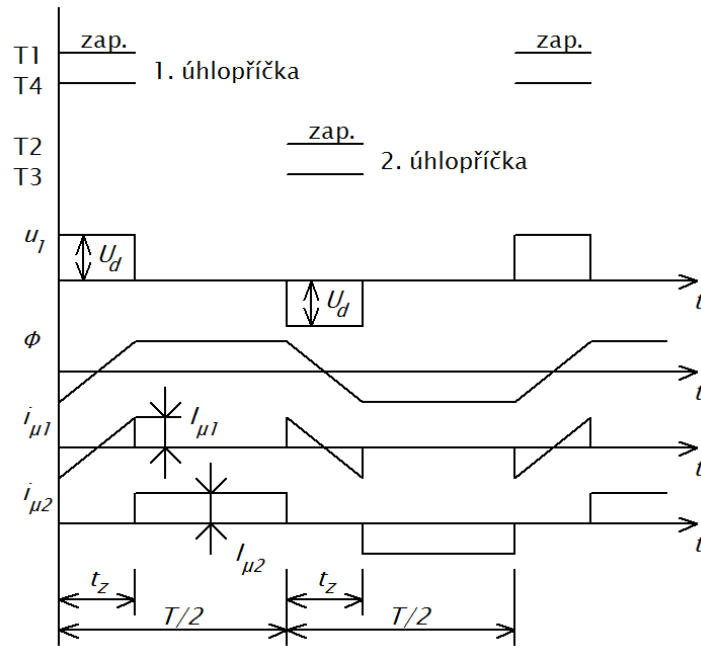 zap. zap.
T1
T4 1. úhlopříčka
zap.
T2
T3 2. úhlopříčka
u1
Ud
Ud
t
Φ
t
iμ1 Iμ1
t
iμ2
t
Iμ2
tz tz
T/2 T/2